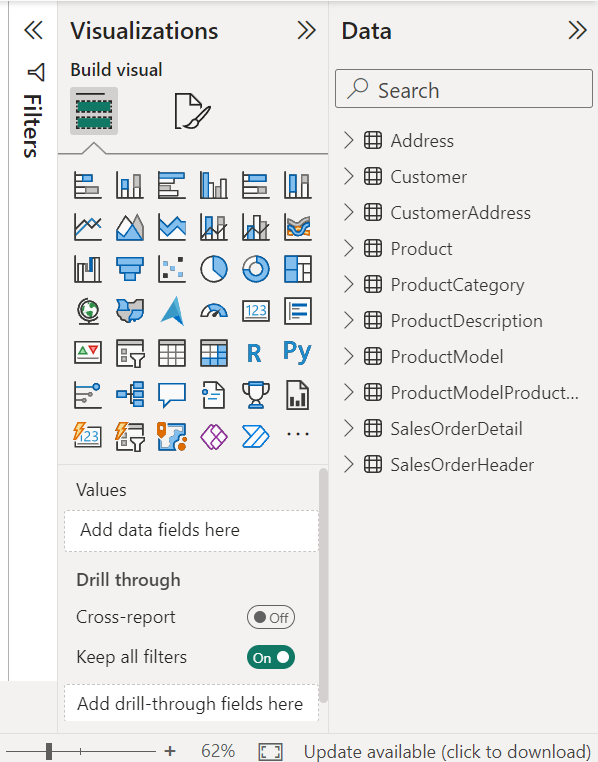 Filters
Visualizations
Build visual
123
R
Py
123
Values
Add data fields here
Drill through
Cross-report
Off
Keep all filters
On
Add drill-through fields here
Data
Search
Address
Customer
CustomerAddress
Product
ProductCategory
ProductDescription
ProductModel
ProductModelProduct...
SalesOrderDetail
SalesOrderHeader
62%
Update available (click to download)